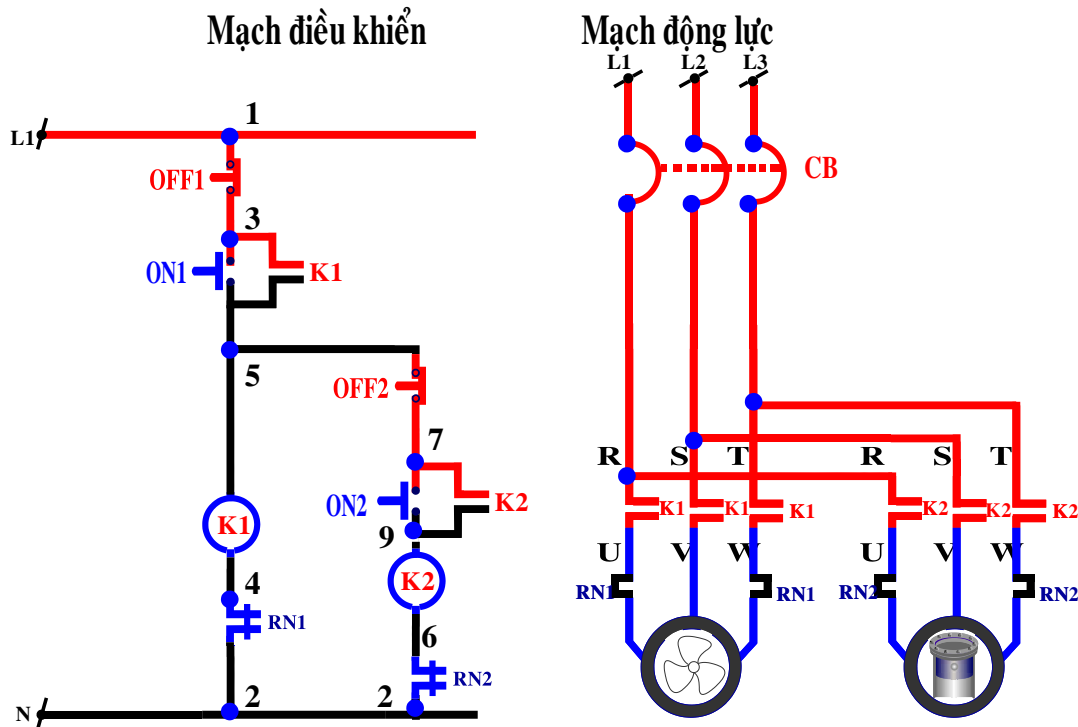 Mạch điều khiển
L1
1
OFF1
3
ON1
K1
5
OFF2
7
ON2
K2
9
K1
K2
4
RN1
6
RN2
2
2
N
Mạch động lực
L1 L2 L3
CB
R S T R S T
K1 K1 K1 K2 K2 K2
U V W U V W
RN1 RN1 RN2 RN2